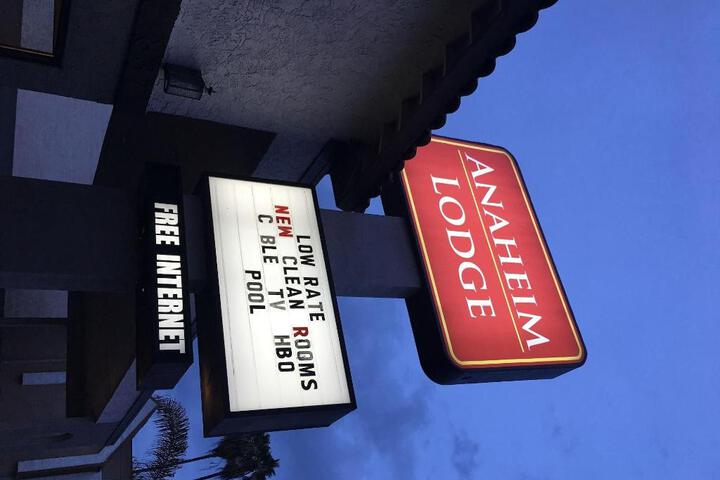 ANAHEIM
LODGE
LOW RATE
NEW CLEAN ROOMS
C BLE TV HBO
POOL
FREE INTERNET